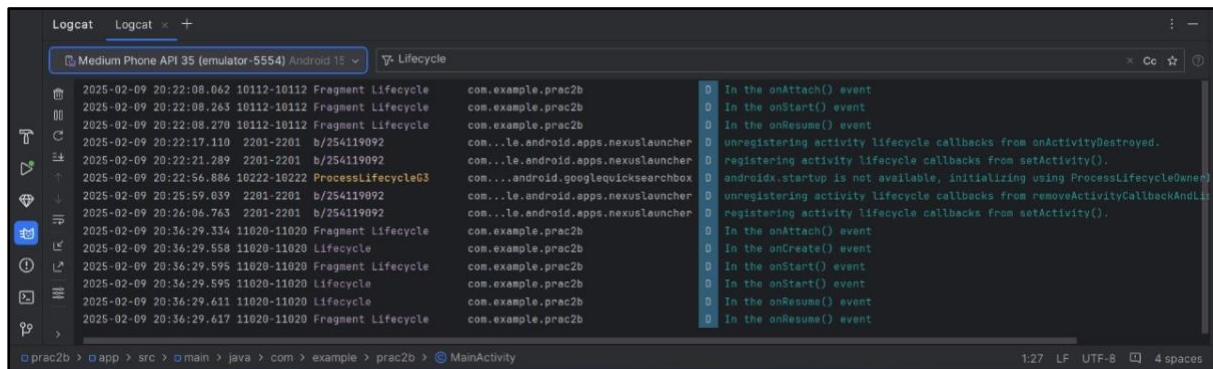 Logcat Logcat × +
Medium Phone API 35 (emulator-5554) Android 15 Lifecycle × Cc
2025-02-09 20:22:08.062 10112-10112 Fragment Lifecycle com.example.prac2b D In the onAttach() event
2025-02-09 20:22:08.263 10112-10112 Fragment Lifecycle com.example.prac2b D In the onStart() event
2025-02-09 20:22:08.270 10112-10112 Fragment Lifecycle com.example.prac2b D In the onResume() event
2025-02-09 20:22:17.110 2201-2201 b/254119092 com...le.android.apps.nexuslauncher D unregistering activity lifecycle callbacks from onActivityDestroyed.
2025-02-09 20:22:21.289 2201-2201 b/254119092 com...le.android.apps.nexuslauncher D registering activity lifecycle callbacks from setActivity().
2025-02-09 20:22:56.886 10222-10222 ProcessLifecycleG3 com....android.googlequicksearchbox D androidx.startup is not available, initializing using ProcessLifecycleOwner
2025-02-09 20:25:59.039 2201-2201 b/254119092 com...le.android.apps.nexuslauncher D unregistering activity lifecycle callbacks from removeActivityCallbackAndLis
2025-02-09 20:26:06.763 2201-2201 b/254119092 com...le.android.apps.nexuslauncher D registering activity lifecycle callbacks from setActivity().
2025-02-09 20:36:29.334 11020-11020 Fragment Lifecycle com.example.prac2b D In the onAttach() event
2025-02-09 20:36:29.558 11020-11020 Lifecycle com.example.prac2b D In the onCreate() event
2025-02-09 20:36:29.595 11020-11020 Fragment Lifecycle com.example.prac2b D In the onStart() event
2025-02-09 20:36:29.595 11020-11020 Lifecycle com.example.prac2b D In the onStart() event
2025-02-09 20:36:29.611 11020-11020 Lifecycle com.example.prac2b D In the onResume() event
2025-02-09 20:36:29.617 11020-11020 Fragment Lifecycle com.example.prac2b D In the onResume() event
prac2b > app > src > main > java > com > example > prac2b > MainActivity 1:27 LF UTF-8 4 spaces